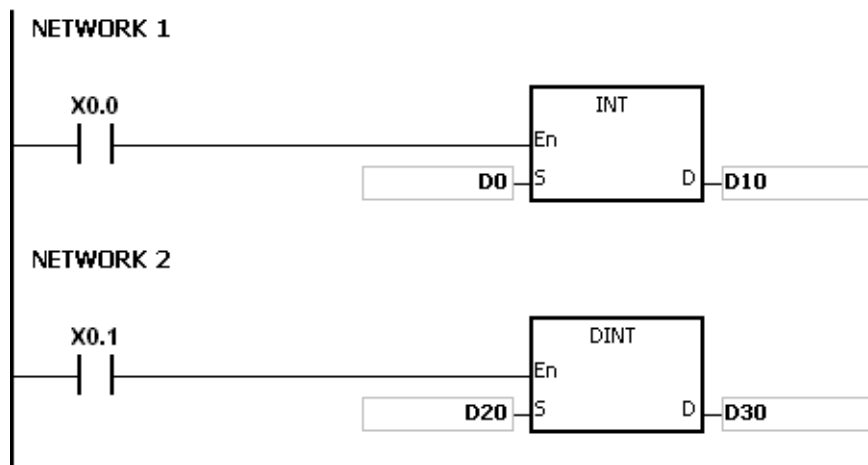 NETWORK 1
X0.0
INT
En
D0 S D D10
NETWORK 2
X0.1
DINT
En
D20 S D D30